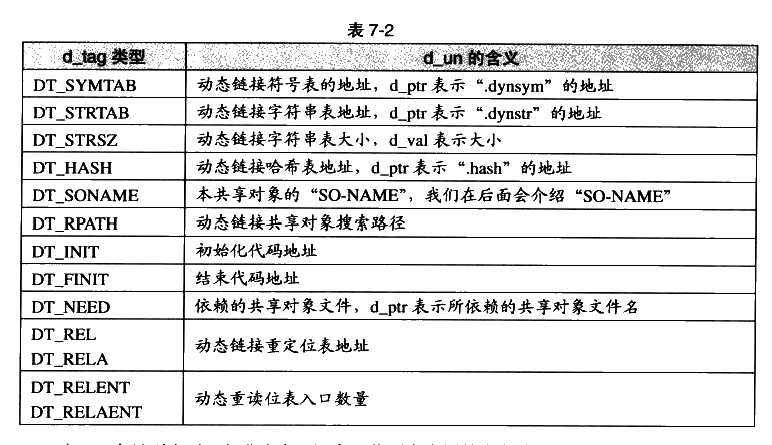 表 7-2
d_tag 类型 d_un 的含义
DT_SYMTAB 动态链接符号表的地址，d_ptr 表示“.dynsym”的地址
DT_STRTAB 动态链接字符串表地址，d_ptr 表示“.dynstr”的地址
DT_STRSZ 动态链接字符串表大小，d_val 表示大小
DT_HASH 动态链接哈希表地址，d_ptr 表示“.hash”的地址
DT_SONAME 本共享对象的“SO-NAME”，我们在后面会介绍“SO-NAME”
DT_RPATH 动态链接共享对象搜索路径
DT_INIT 初始化代码地址
DT_FINIT 结束代码地址
DT_NEED 依赖的共享对象文件，d_ptr 表示所依赖的共享对象文件名
DT_REL
DT_RELA
动态链接重定位表地址
DT_RELENT
DT_RELAENT
动态重读位表入口数量